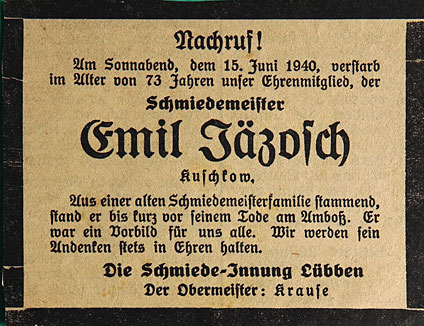 Nachruf!
Am Sonnabend, dem 15. Juni 1940, verstarb
im Alter von 73 Jahren unser Ehrenmitglied, der
Schmiedemeister
Emil Jäzosch
Kuschkow.
Aus einer alten Schmiedemeisterfamilie stammend,
stand er bis kurz vor seinem Tode am Amboß. Er
war ein Vorbild für uns alle. Wir werden sein
Andenken stets in Ehren halten.
Die Schmiede-Innung Lübben
Der Obermeister: Krause